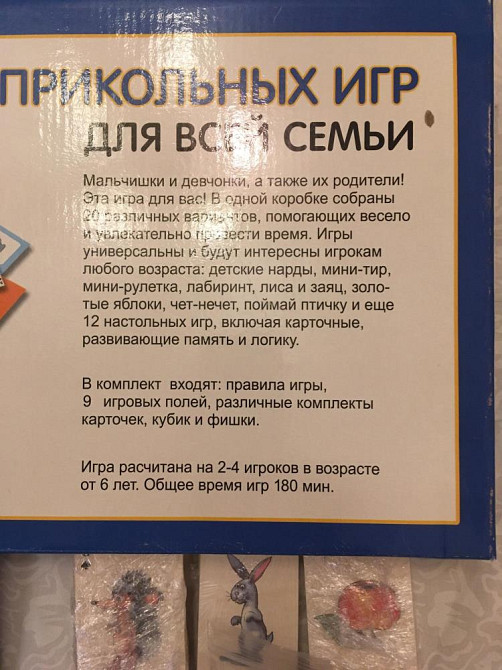 ПРИКОЛЬНЫХ ИГР
ДЛЯ ВСЕЙ СЕМЬИ
Мальчишки и девчонки, а также их родители!
Эта игра для вас! В одной коробке собраны
20 различных вариантов, помогающих весело
и увлекательно провести время. Игры
универсальны и будут интересны игрокам
любого возраста: детские нарды, мини-тир,
мини-рулетка, лабиринт, лиса и заяц, золо-
тые яблоки, чет-нечет, поймай птичку и еще
12 настольных игр, включая карточные,
развивающие память и логику.
В комплект входят: правила игры,
9 игровых полей, различные комплекты
карточек, кубик и фишки.
Игра расчитана на 2-4 игроков в возрасте
от 6 лет. Общее время игр 180 мин.